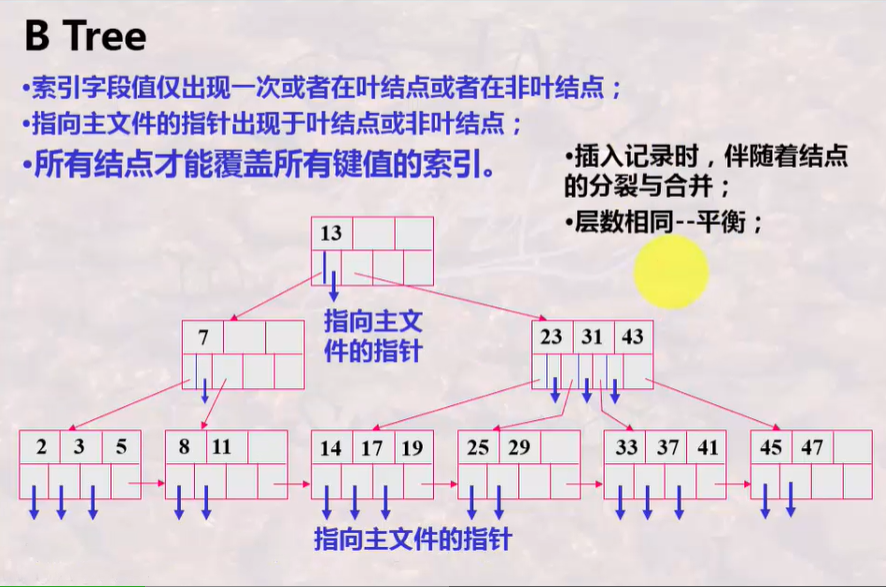 B Tree
•索引字段值仅出现一次或者在叶结点或者在非叶结点；
•指向主文件的指针出现于叶结点或非叶结点；
•所有结点才能覆盖所有键值的索引。
•插入记录时，伴随着结点
的分裂与合并；
•层数相同--平衡；
13
指向主文
件的指针
7
23 31 43
2 3 5
8 11
14 17 19
25 29
33 37 41
45 47
指向主文件的指针